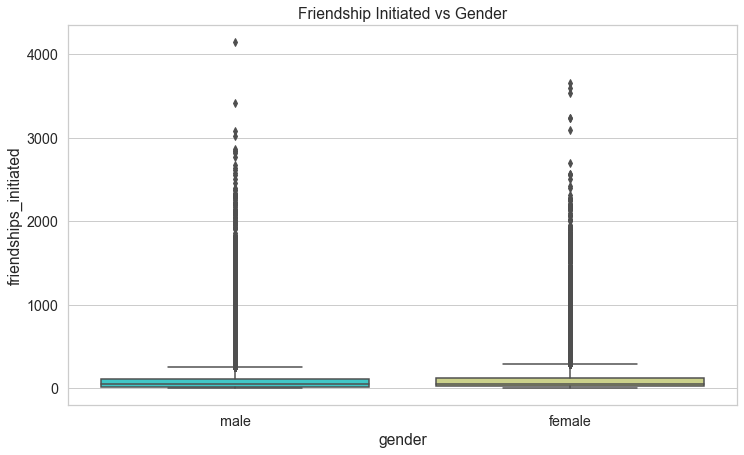 Friendship Initiated vs Gender
4000
3000
2000
1000
0
friendships_initiated
male female
gender